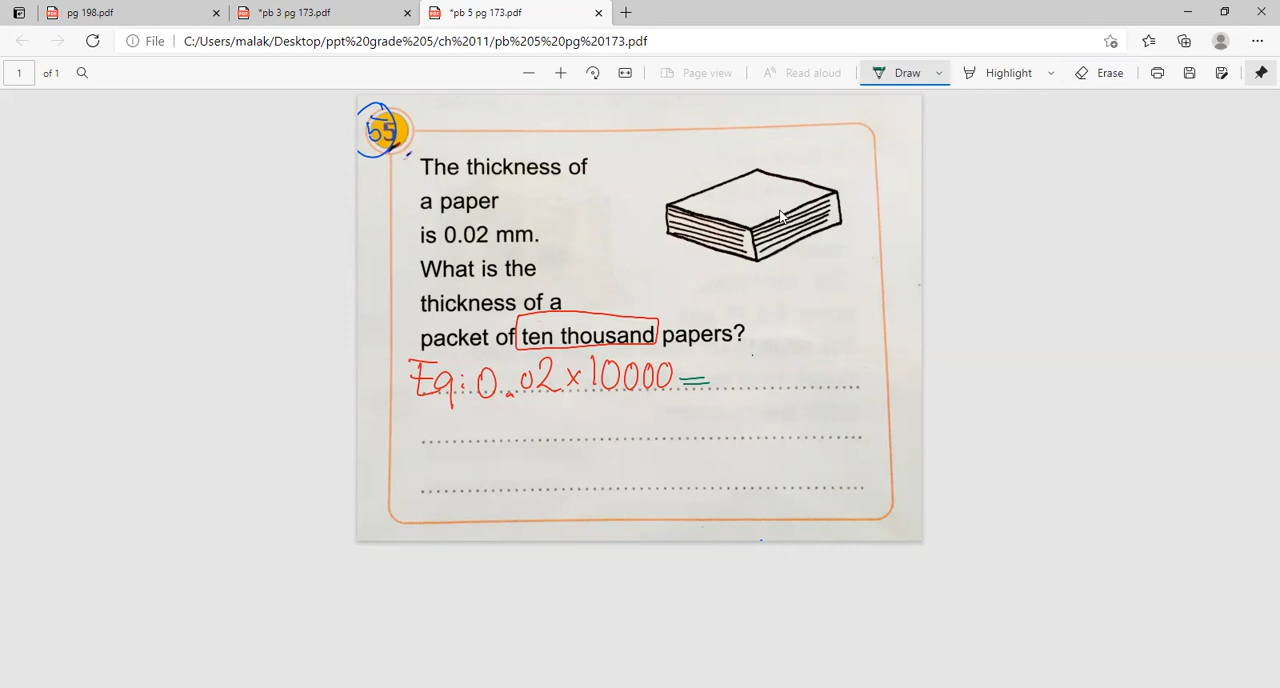 pg 198.pdf
*pb 3 pg 173.pdf
*pb 5 pg 173.pdf
File C:/Users/malak/Desktop/ppt%20grade%205/ch%2011/pb%205%20pg%20173.pdf
1 of 1 Page view Read aloud Draw Highlight Erase
The thickness of
a paper
is 0.02 mm.
What is the
thickness of a
packet of ten thousand papers?
Eq: 0.02 x 10000 =